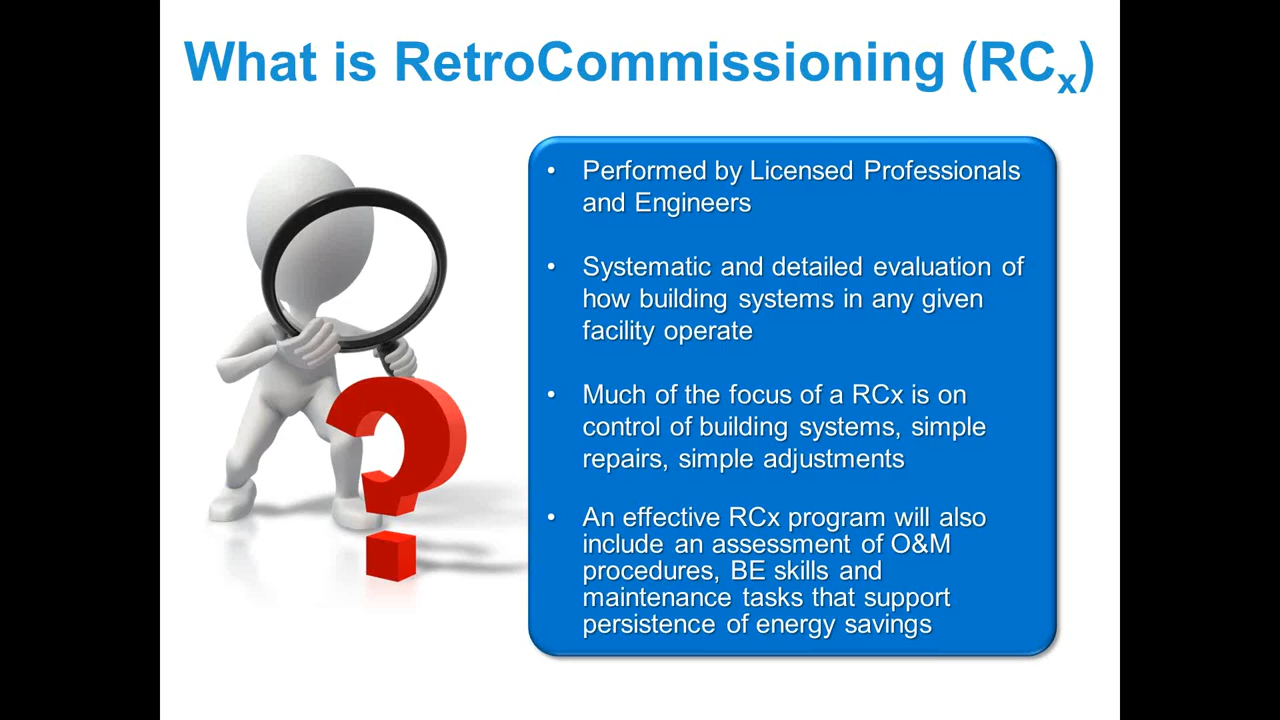 What is RetroCommissioning (RCx)
• Performed by Licensed Professionals
and Engineers
• Systematic and detailed evaluation of
how building systems in any given
facility operate
• Much of the focus of a RCx is on
control of building systems, simple
repairs, simple adjustments
• An effective RCx program will also
include an assessment of O&M
procedures, BE skills and
maintenance tasks that support
persistence of energy savings
?